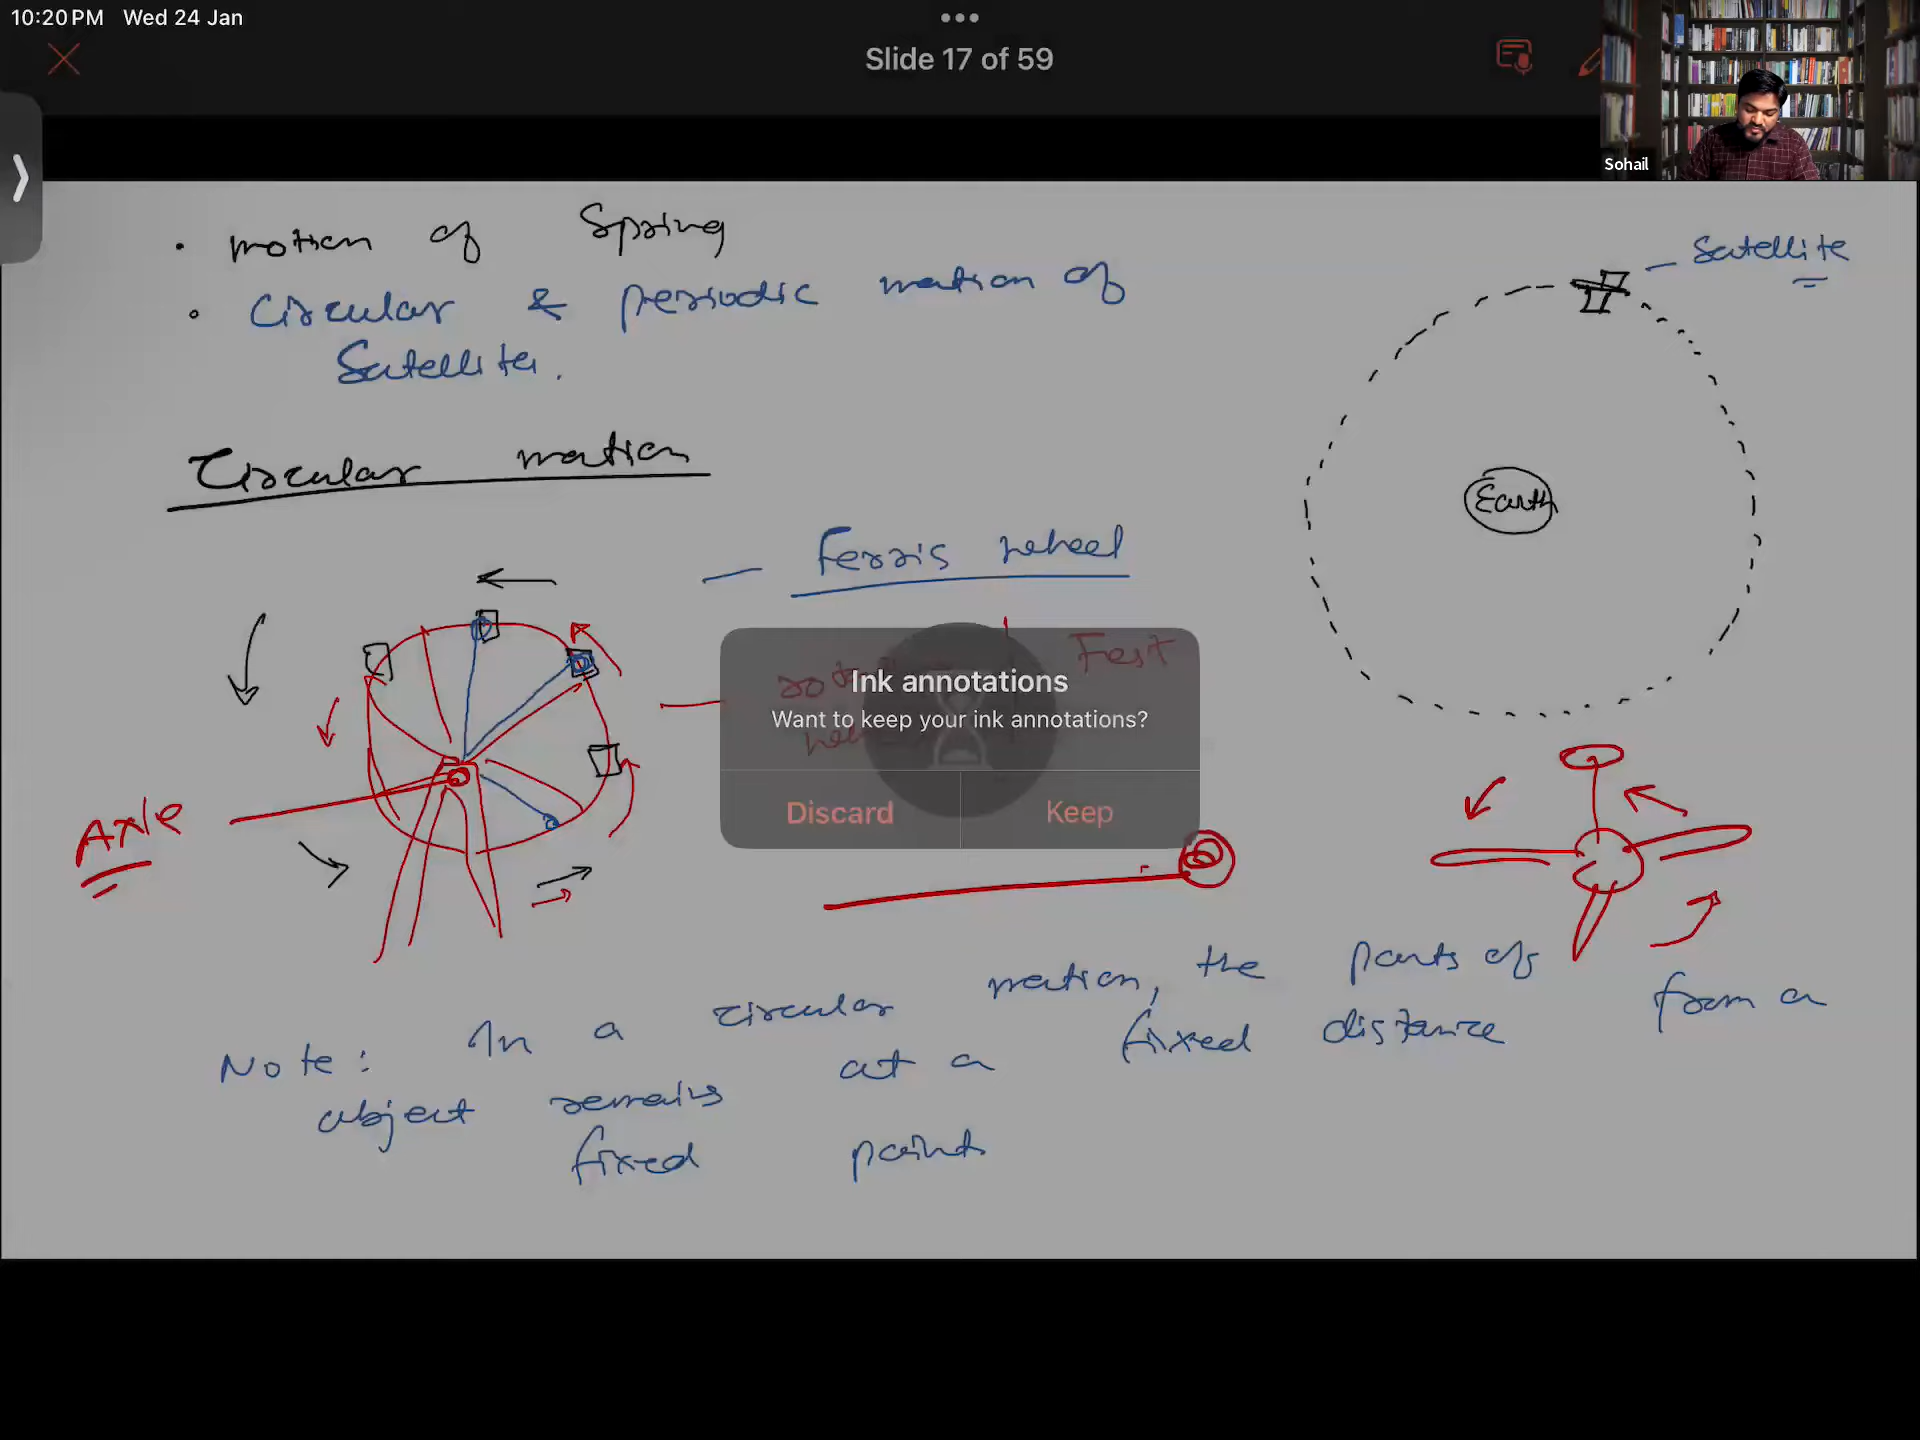 10:20 PM Wed 24 Jan
Slide 17 of 59
Sohail
• motion of Spring
• Circular & periodic motion of
Satellite.
Satellite
Earth
Circular motion
Ferris wheel
Fest
Ink annotations
Want to keep your ink annotations?
Discard
Keep
Axle
Note: In a circular motion, the parts of
object remains at a fixed distance from a
fixed point